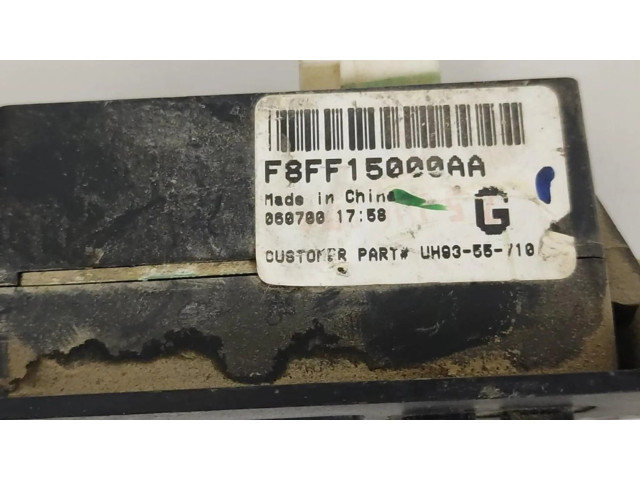 F8FF15000AA
Made in China
060700 17:58
G
CUSTOMER PART# UH93-55-710